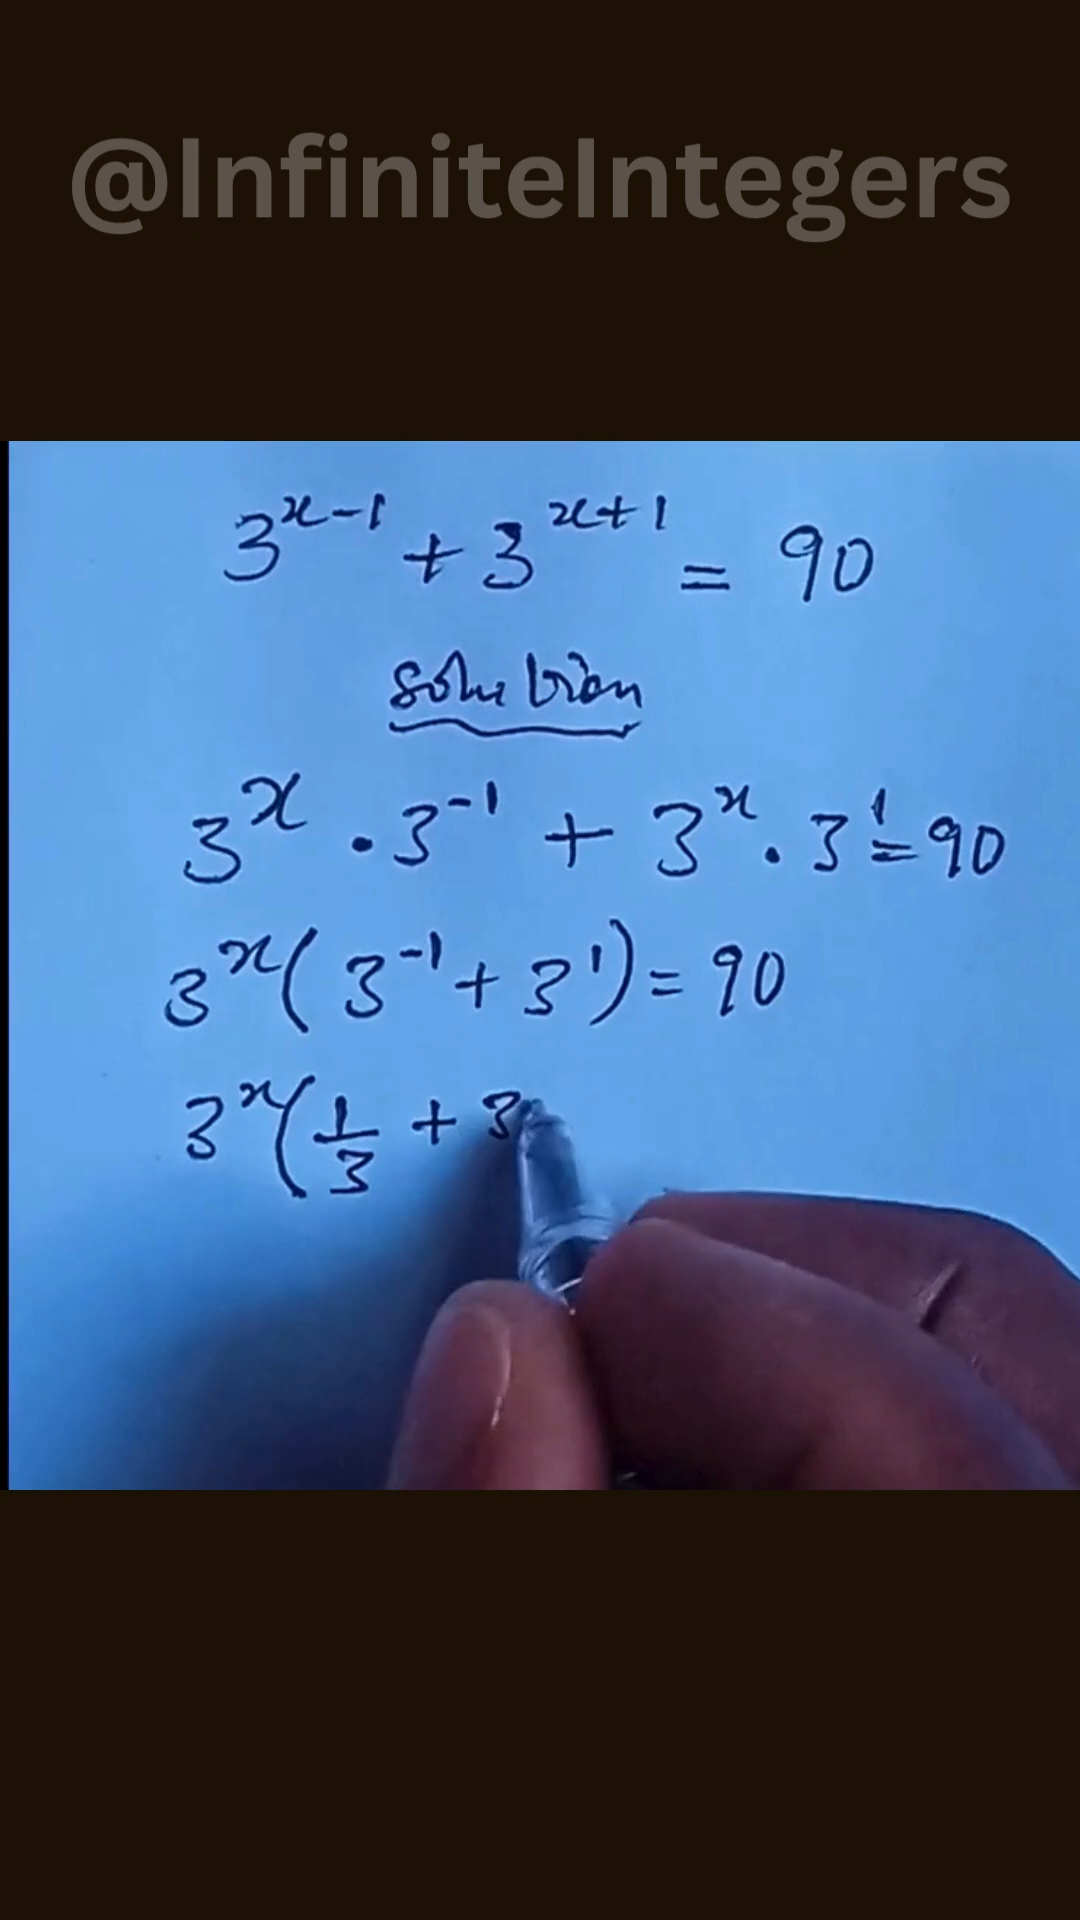 @InfiniteIntegers
3^{x-1} + 3^{x+1} = 90
solution
3^x . 3^{-1} + 3^x . 3^1 = 90
3^x ( 3^{-1} + 3^1 ) = 90
3^x ( 1/3 + 3